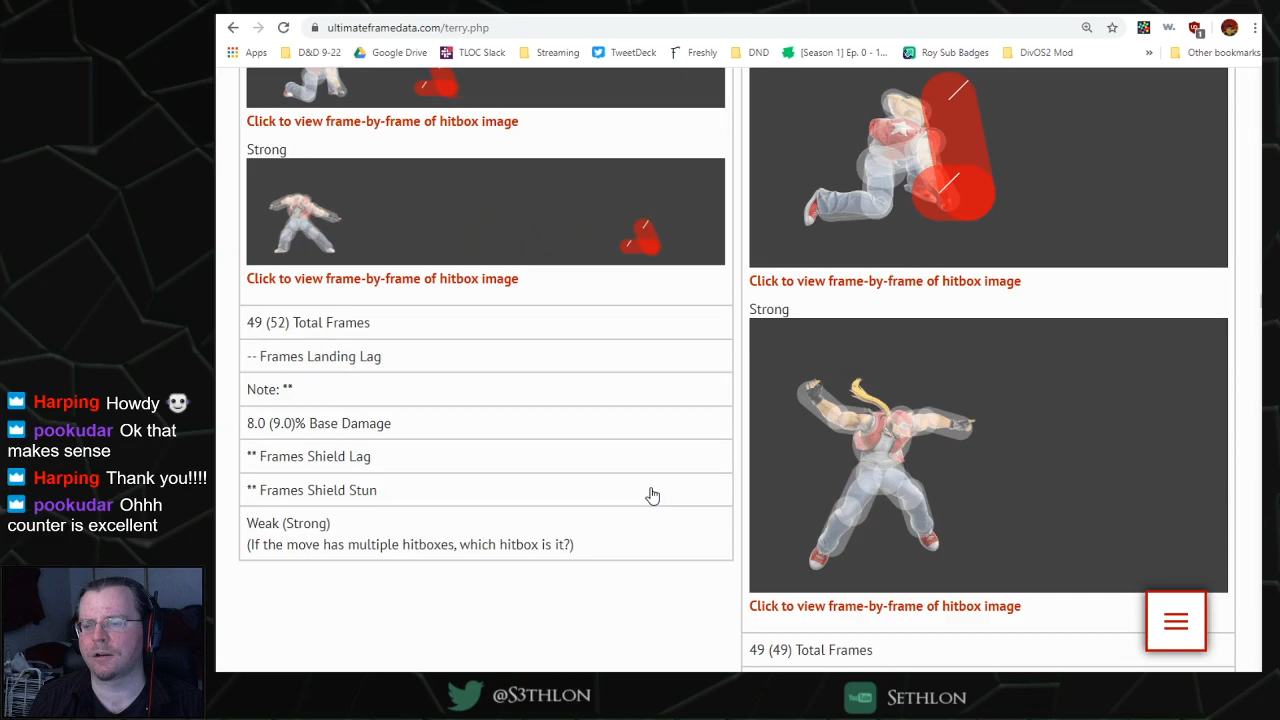 ultimateframedata.com/terry.php
Apps
D&D 9-22
Google Drive
TLOC Slack
Streaming
TweetDeck
Freshly
DND
[Season 1] Ep. 0 - 1...
Roy Sub Badges
DivOS2 Mod
»
Other bookmarks
Click to view frame-by-frame of hitbox image
Strong
Click to view frame-by-frame of hitbox image
49 (52) Total Frames
-- Frames Landing Lag
Note: **
8.0 (9.0)% Base Damage
** Frames Shield Lag
** Frames Shield Stun
Weak (Strong)
(If the move has multiple hitboxes, which hitbox is it?)
Click to view frame-by-frame of hitbox image
Strong
Click to view frame-by-frame of hitbox image
49 (49) Total Frames
Harping Howdy
pookudar Ok that
makes sense
Harping Thank you!!!!
pookudar Ohhh
counter is excellent
@S3THLON
SETHLON